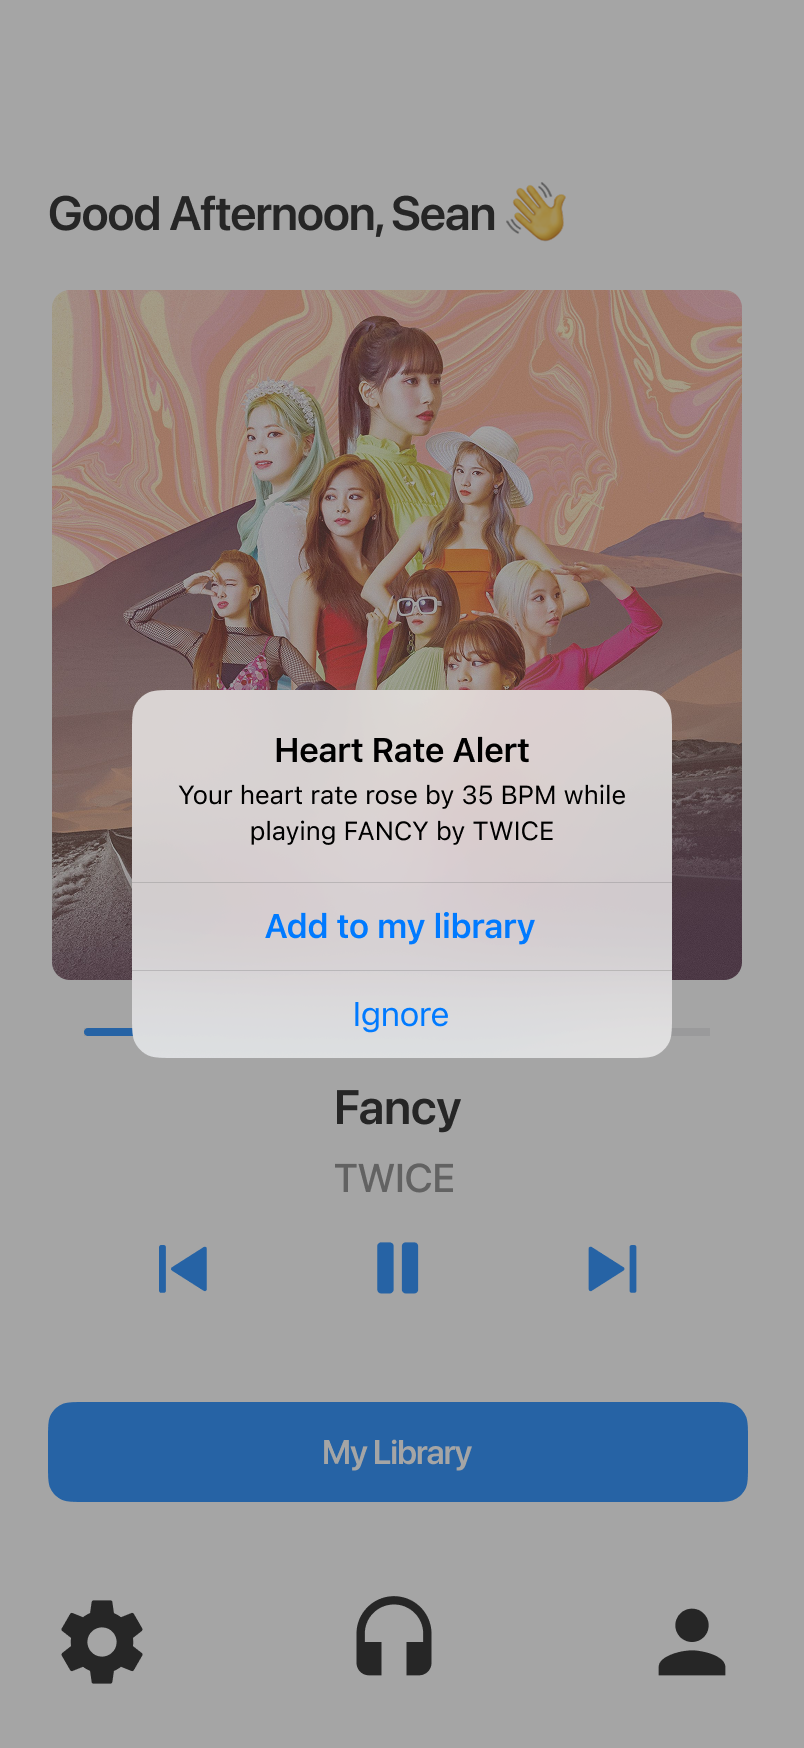 Good Afternoon, Sean 👋
Heart Rate Alert
Your heart rate rose by 35 BPM while
playing FANCY by TWICE
Add to my library
Ignore
Fancy
TWICE
My Library